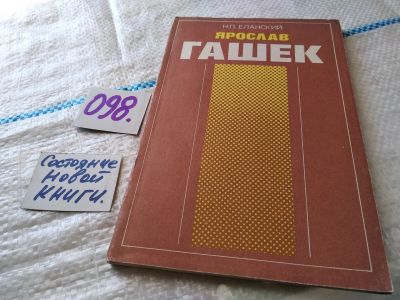 Н.П. ЕЛАНСКИЙ
ЯРОСЛАВ
ГАШЕК
098.
Состояние
новой
книги.